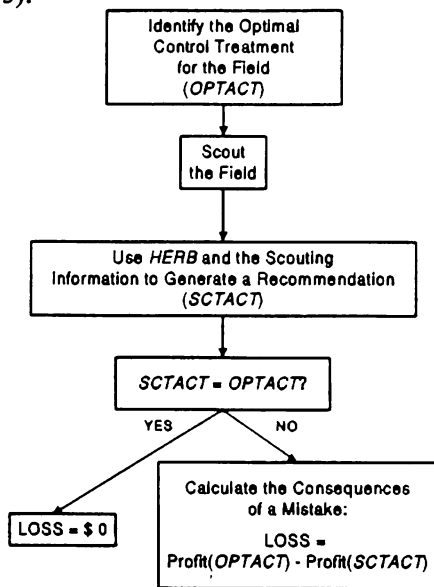 5).
Identify the Optimal
Control Treatment
for the Field
(OPTACT)
Scout
the Field
Use HERB and the Scouting
Information to Generate a Recommendation
(SCTACT)
SCTACT = OPTACT?
YES
NO
LOSS = $ 0
Calculate the Consequences
of a Mistake:
LOSS =
Profit(OPTACT) - Profit(SCTACT)